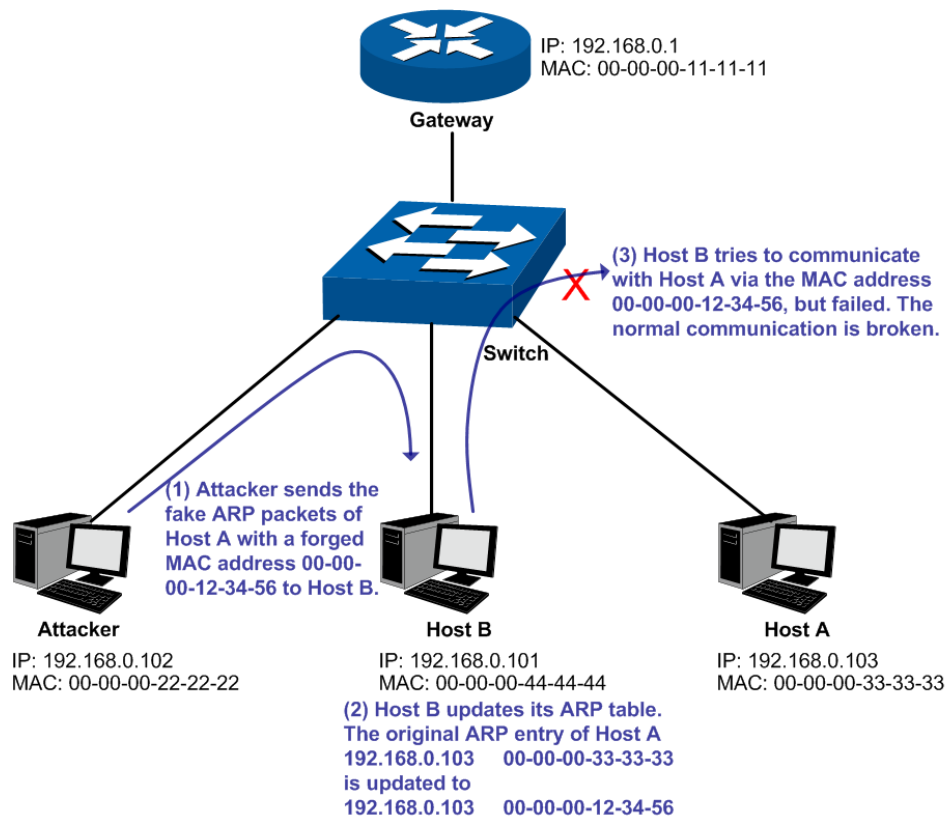 IP: 192.168.0.1
MAC: 00-00-00-11-11-11
Gateway
(3) Host B tries to communicate
with Host A via the MAC address
00-00-00-12-34-56, but failed. The
normal communication is broken.
X
Switch
(1) Attacker sends the
fake ARP packets of
Host A with a forged
MAC address 00-00-
00-12-34-56 to Host B.
Attacker
IP: 192.168.0.102
MAC: 00-00-00-22-22-22
Host B
IP: 192.168.0.101
MAC: 00-00-00-44-44-44
Host A
IP: 192.168.0.103
MAC: 00-00-00-33-33-33
(2) Host B updates its ARP table.
The original ARP entry of Host A
192.168.0.103 00-00-00-33-33-33
is updated to
192.168.0.103 00-00-00-12-34-56